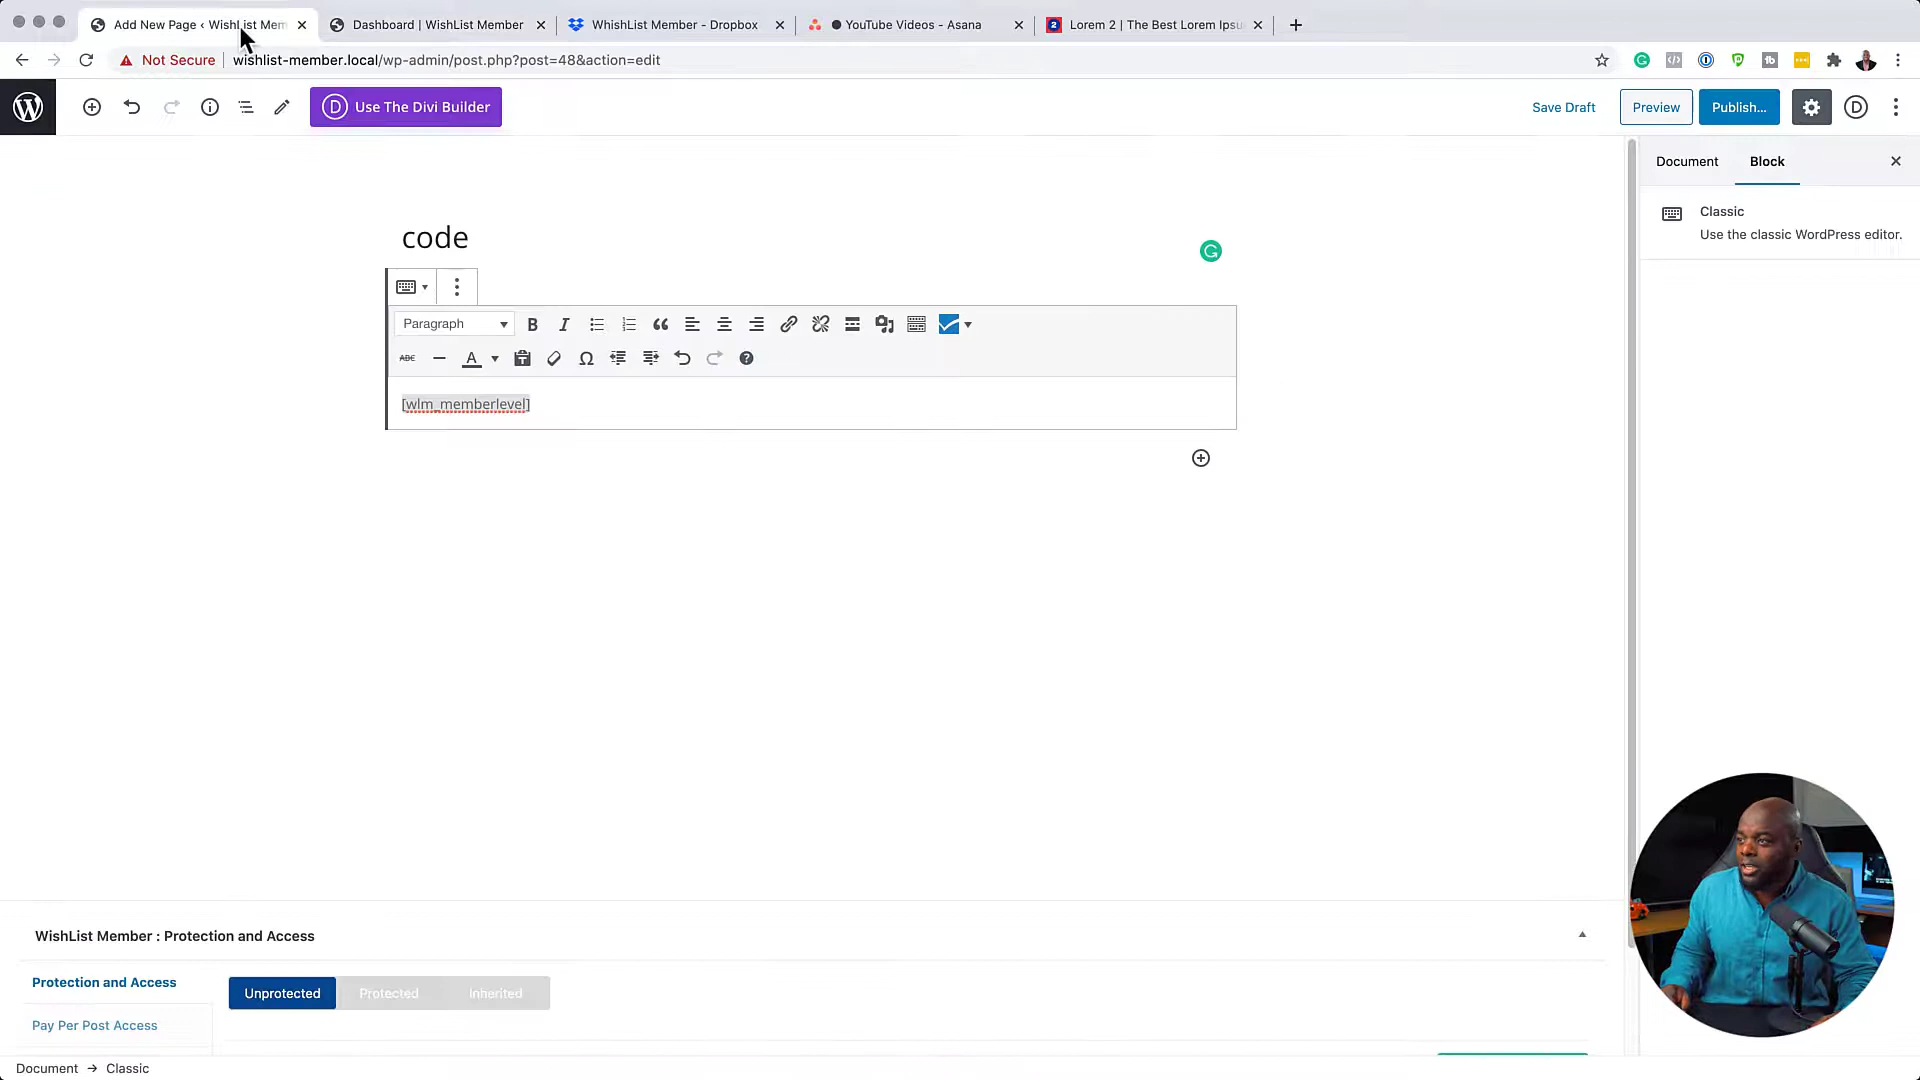 Add New Page ‹ WishList Mem
Dashboard | WishList Member
WhishList Member - Dropbox
YouTube Videos - Asana
2
Lorem 2 | The Best Lorem Ipsu
Not Secure
wishlist-member.local/wp-admin/post.php?post=48&action=edit
D
Use The Divi Builder
Save Draft
Preview
Publish...
D
Document
Block
Classic
Use the classic WordPress editor.
code
Paragraph
B
I
ABC
A
Ω
[wlm_memberlevel]
WishList Member : Protection and Access
Protection and Access
Unprotected
Protected
Inherited
Pay Per Post Access
Document → Classic